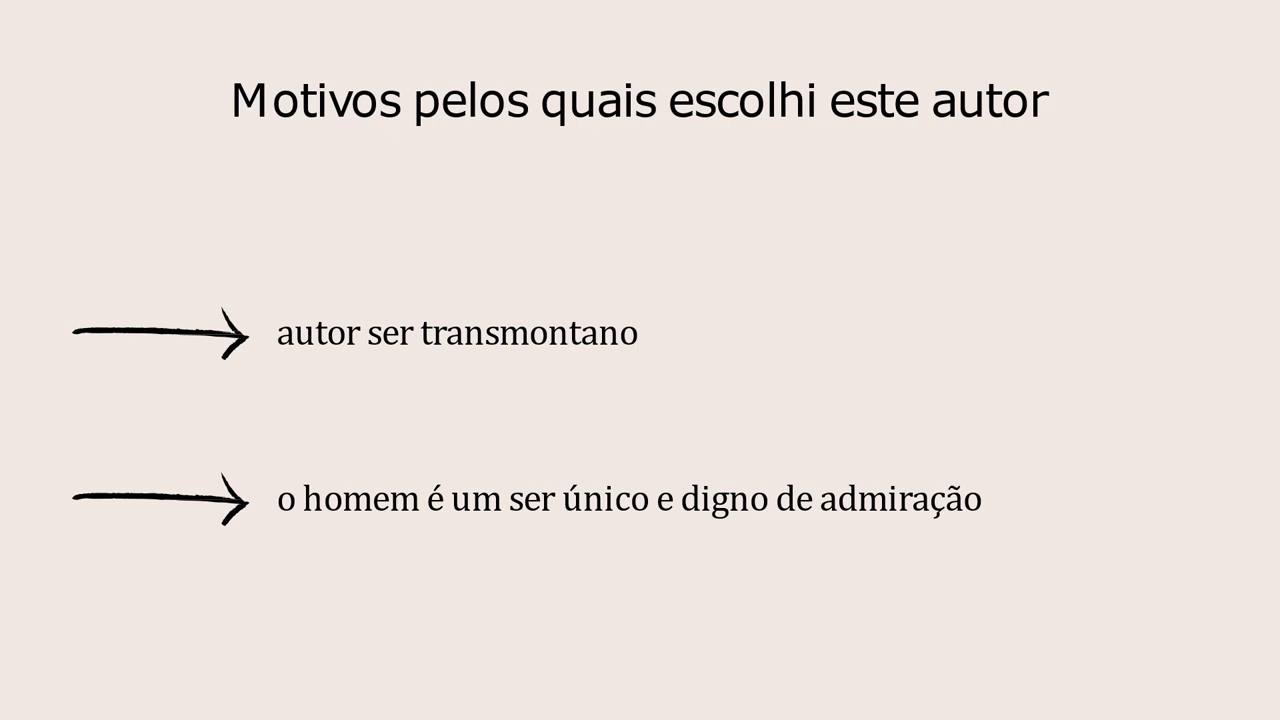 Motivos pelos quais escolhi este autor
autor ser transmontano
o homem é um ser único e digno de admiração